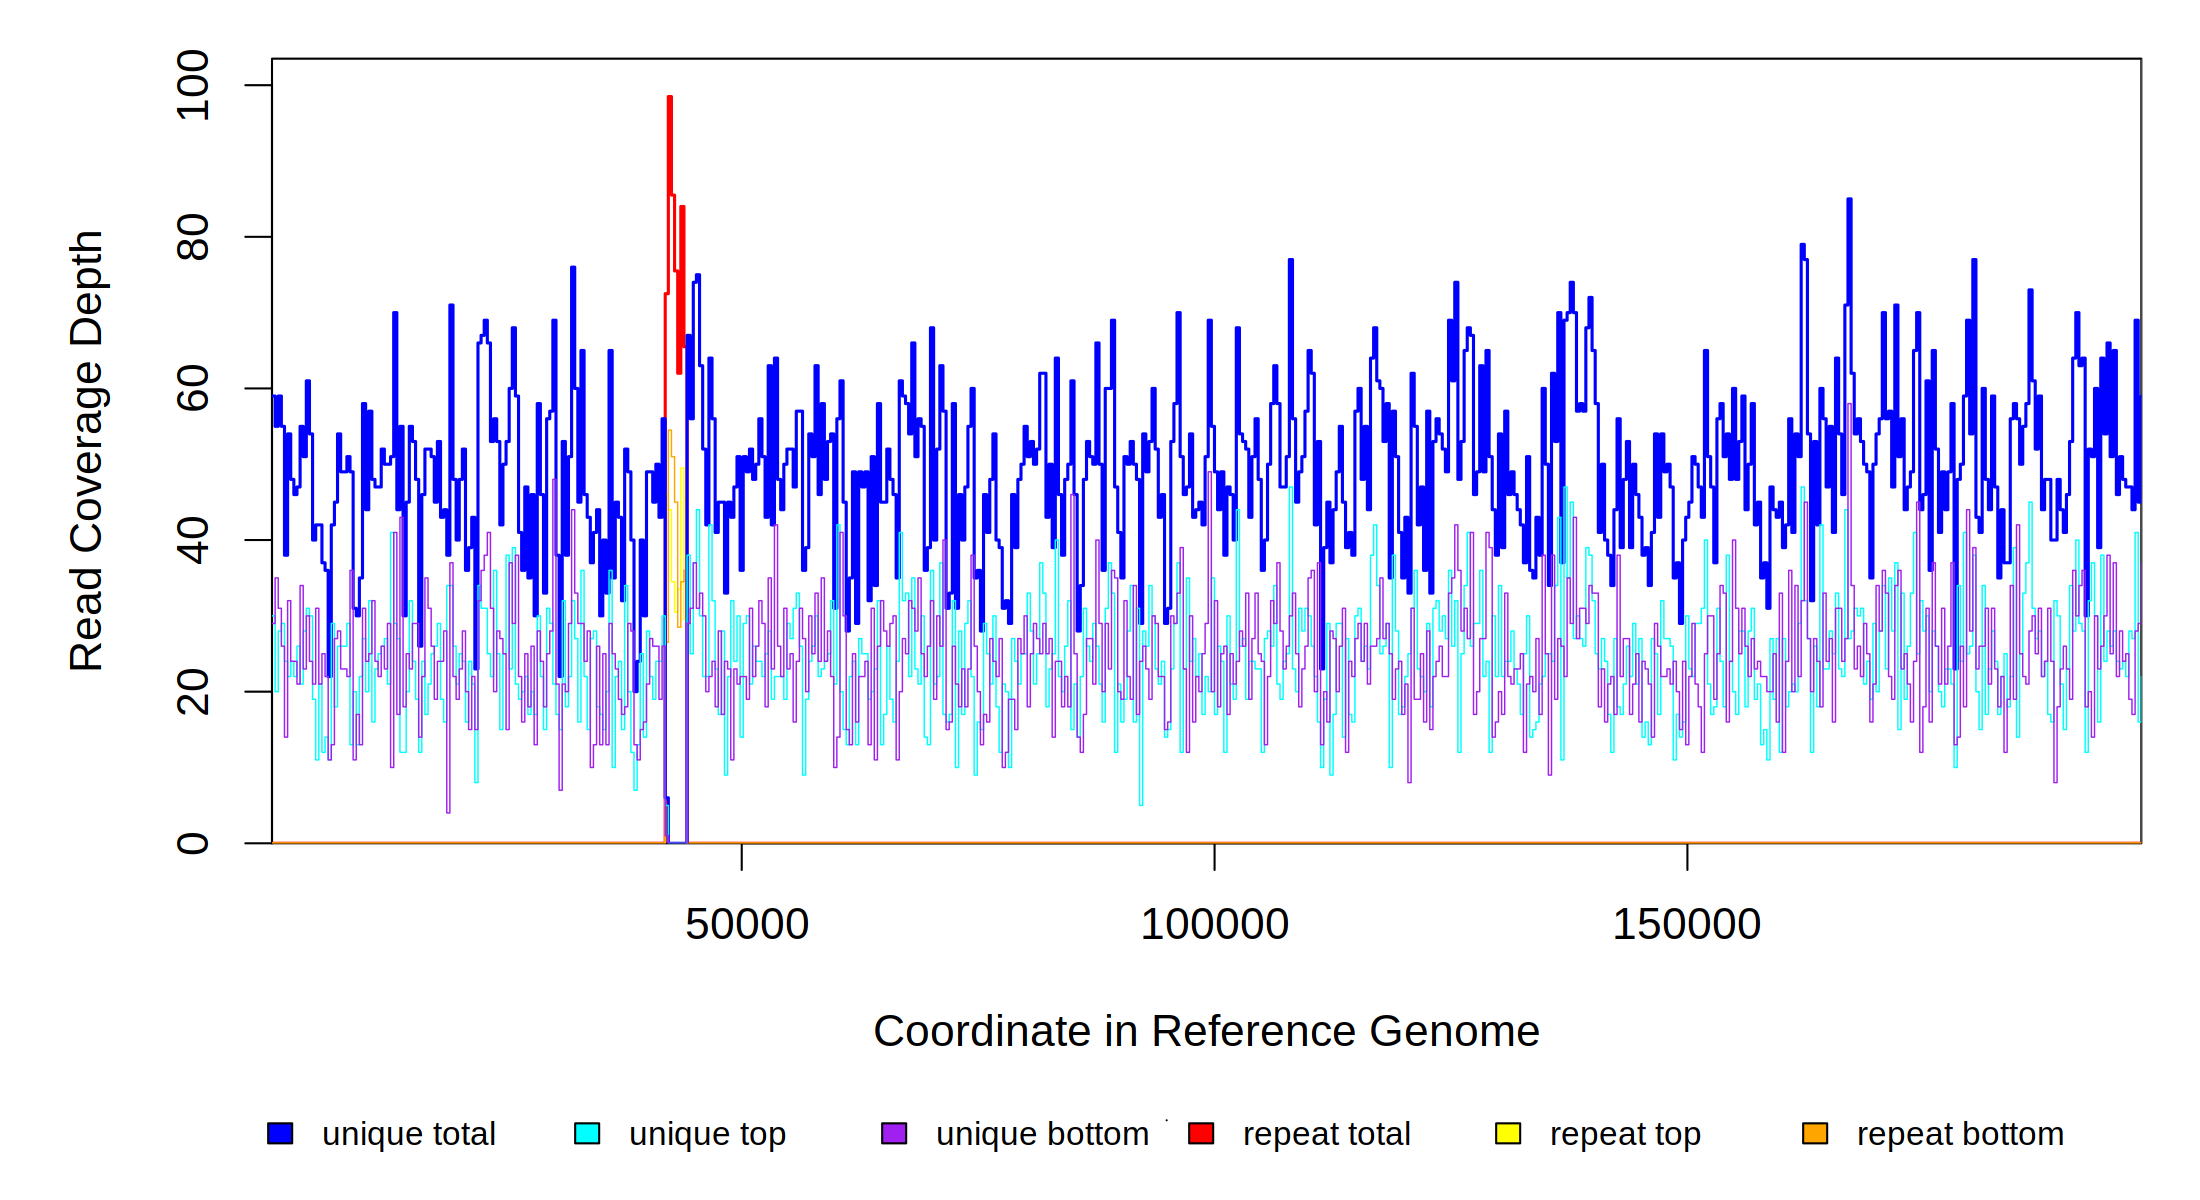 100
80
60
40
20
0
Read Coverage Depth
50000 100000 150000
Coordinate in Reference Genome
unique total unique top unique bottom repeat total repeat top repeat bottom